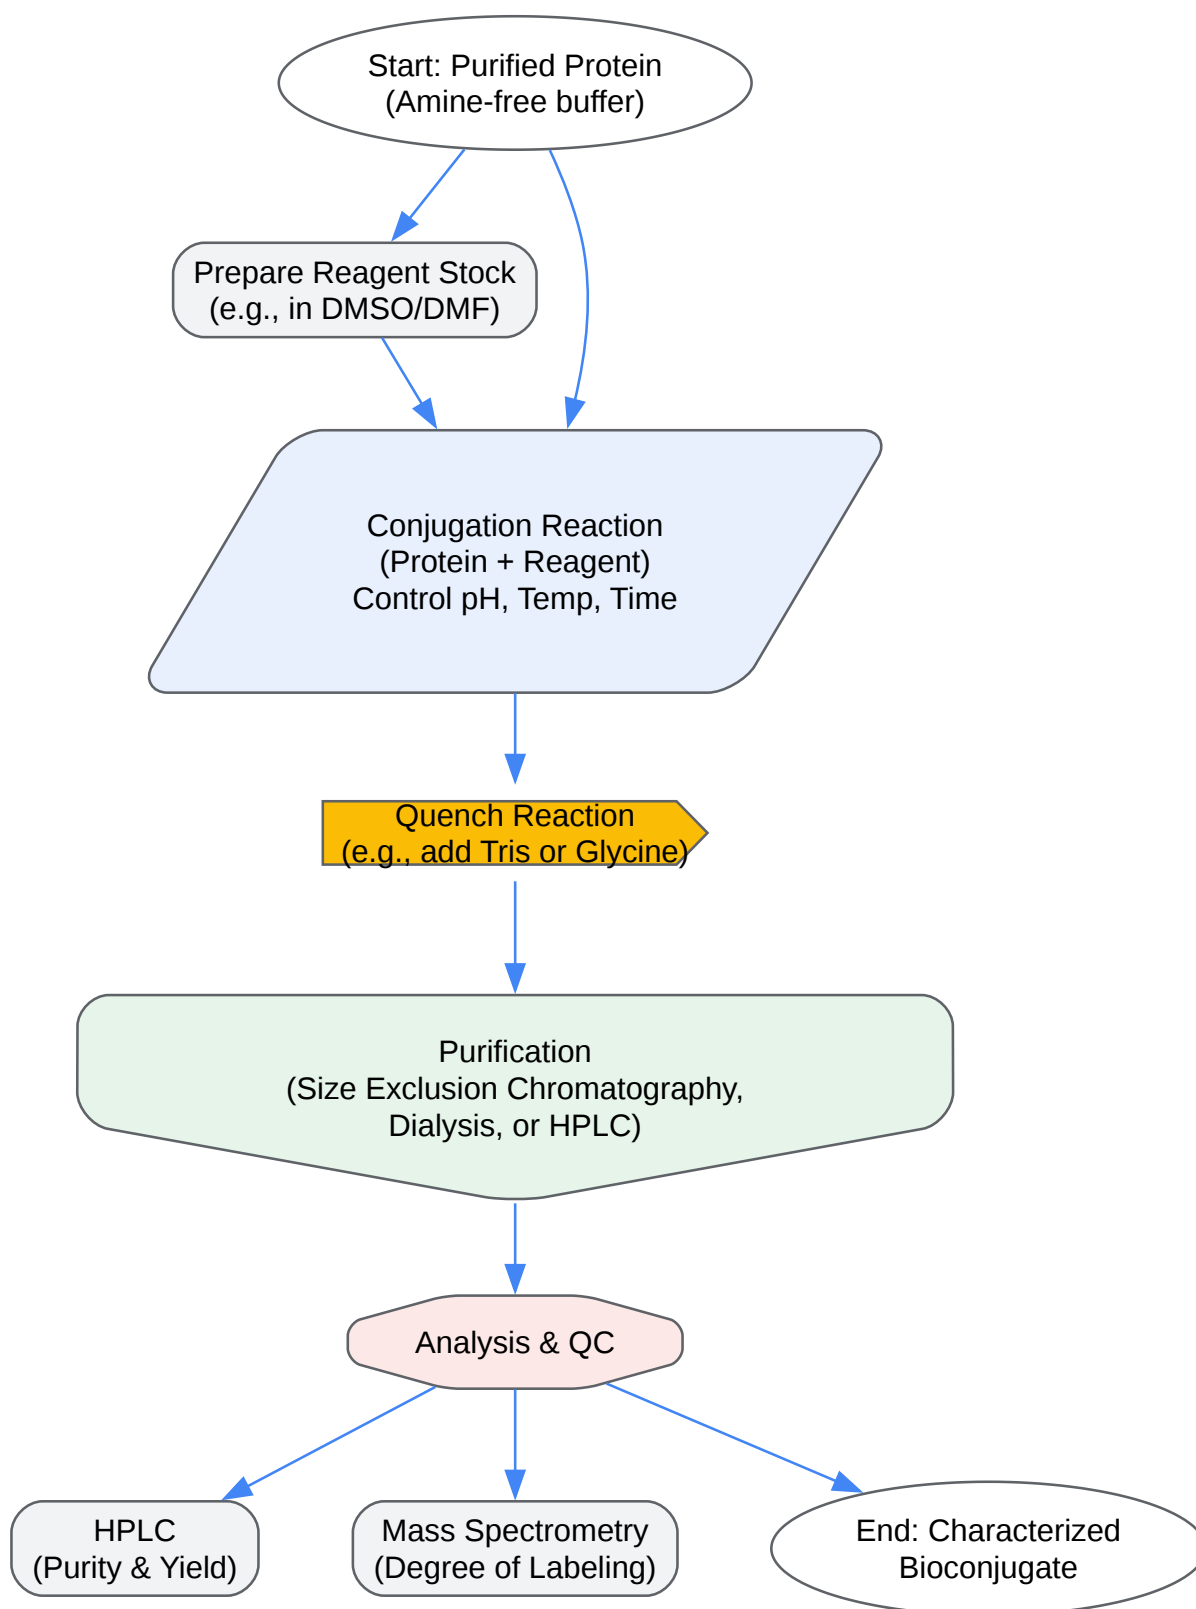 Start: Purified Protein
(Amine-free buffer)
Prepare Reagent Stock
(e.g., in DMSO/DMF)
Conjugation Reaction
(Protein + Reagent)
Control pH, Temp, Time
Quench Reaction
(e.g., add Tris or Glycine)
Purification
(Size Exclusion Chromatography,
Dialysis, or HPLC)
Analysis & QC
HPLC
(Purity & Yield)
Mass Spectrometry
(Degree of Labeling)
End: Characterized
Bioconjugate